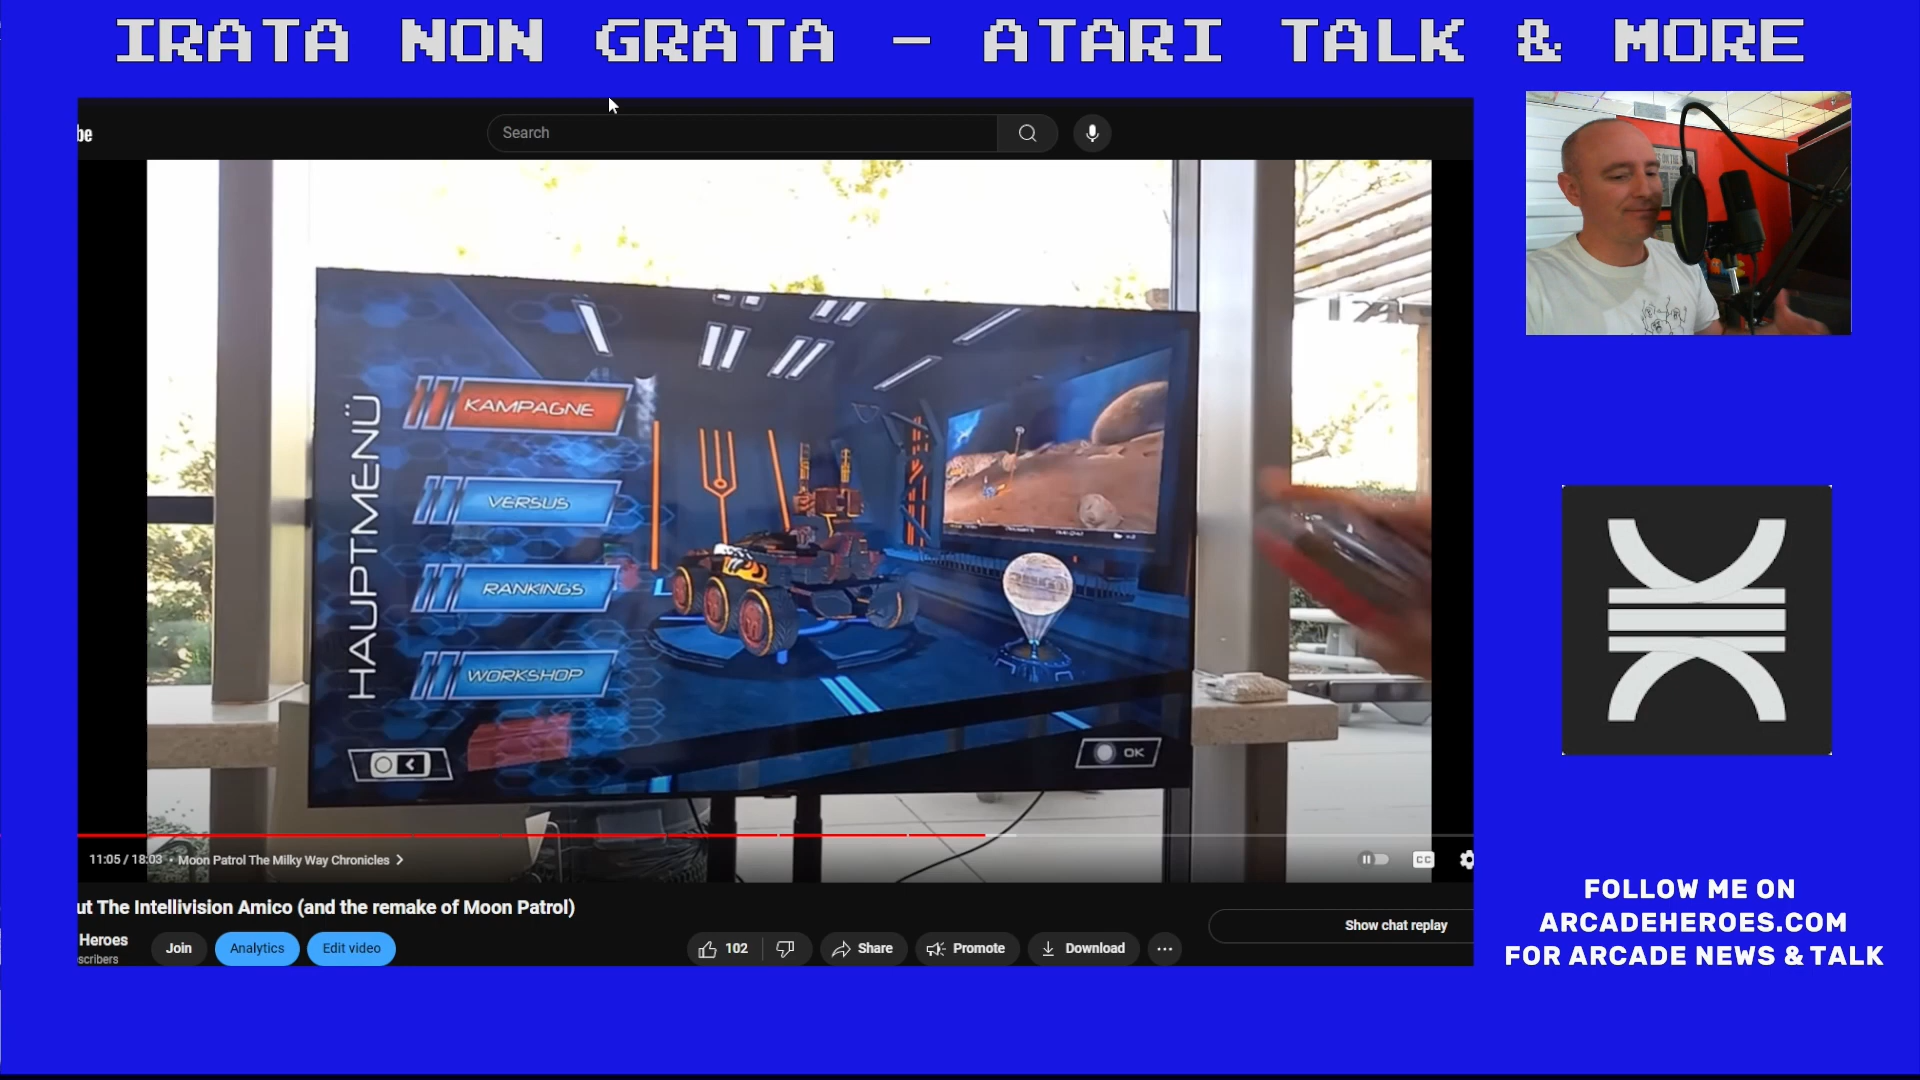 IRATA NON GRATA - ATARI TALK & MORE
be
Search
HAUPTMENÜ
KAMPAGNE
VERSUS
RANKINGS
WORKSHOP
OK
11:05 / 18:03 • Moon Patrol The Milky Way Chronicles
CC
ut The Intellivision Amico (and the remake of Moon Patrol)
Heroes
scribers
Join
Analytics
Edit video
102
Share
Promote
Download
Show chat replay
FOLLOW ME ON
ARCADEHEROES.COM
FOR ARCADE NEWS & TALK